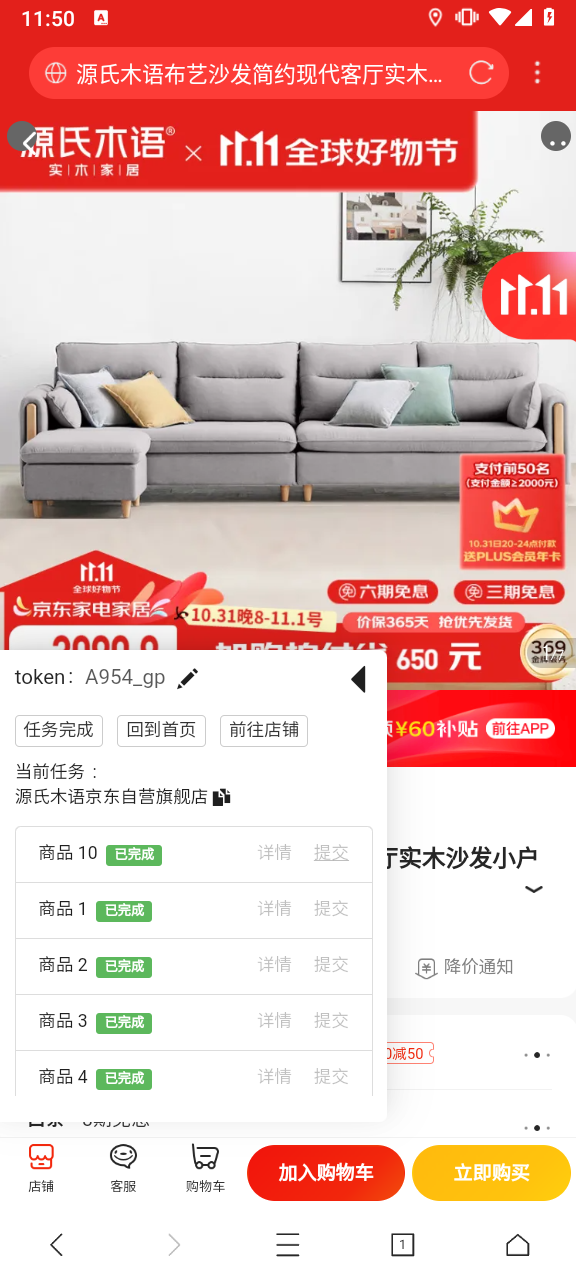 11:50
源氏木语布艺沙发简约现代客厅实木...
源氏木语® × 11.11全球好物节
实|木|家|居
11.11
支付前50名
(支付金额≥2000元)
10.31日20-24点付款
送PLUS会员年卡
11.11
全球好物节
京东家电家居
免 六期免息
免 三期免息
10.31晚8-11.1号
价保365天 抢优先发货
650 元
369
token: A954_gp
¥60补贴 前往APP
任务完成
回到首页
前往店铺
当前任务 :
源氏木语京东自营旗舰店
厅实木沙发小户
商品 10 已完成 详情 提交
商品 1 已完成 详情 提交
商品 2 已完成 详情 提交
降价通知
商品 3 已完成 详情 提交
0减50
商品 4 已完成 详情 提交
店铺
客服
购物车
加入购物车
立即购买
1